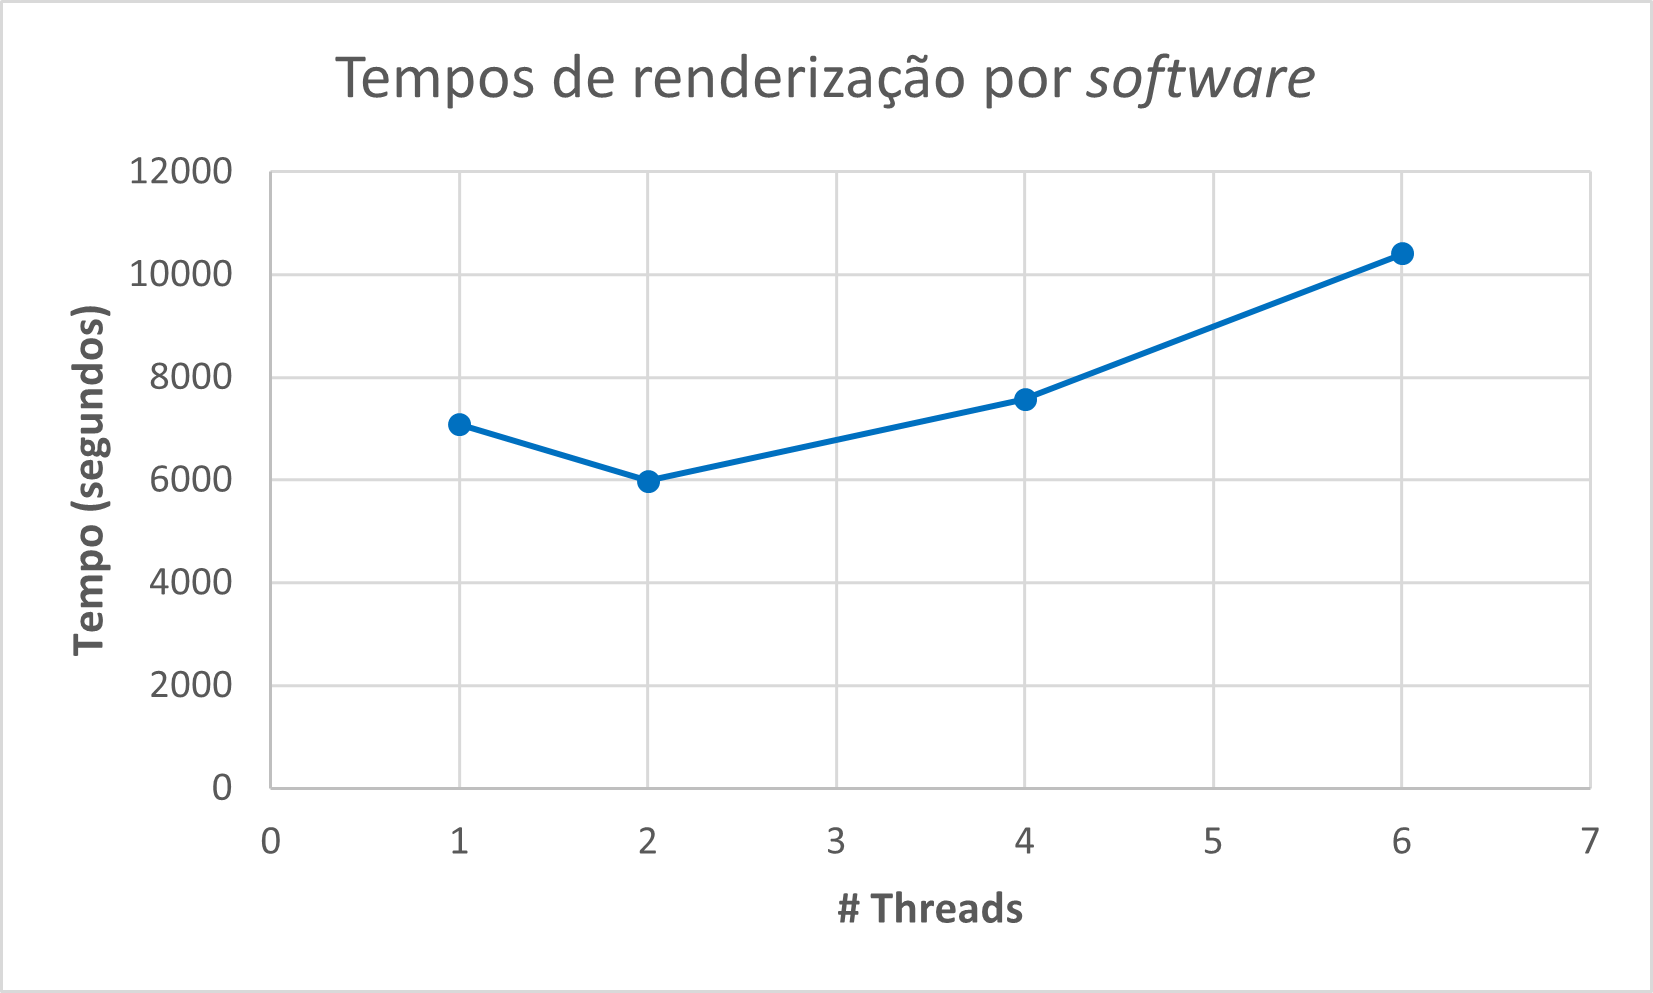 Tempos de renderização por software
12000
10000
8000
6000
4000
2000
0
Tempo (segundos)
0 1 2 3 4 5 6 7
# Threads